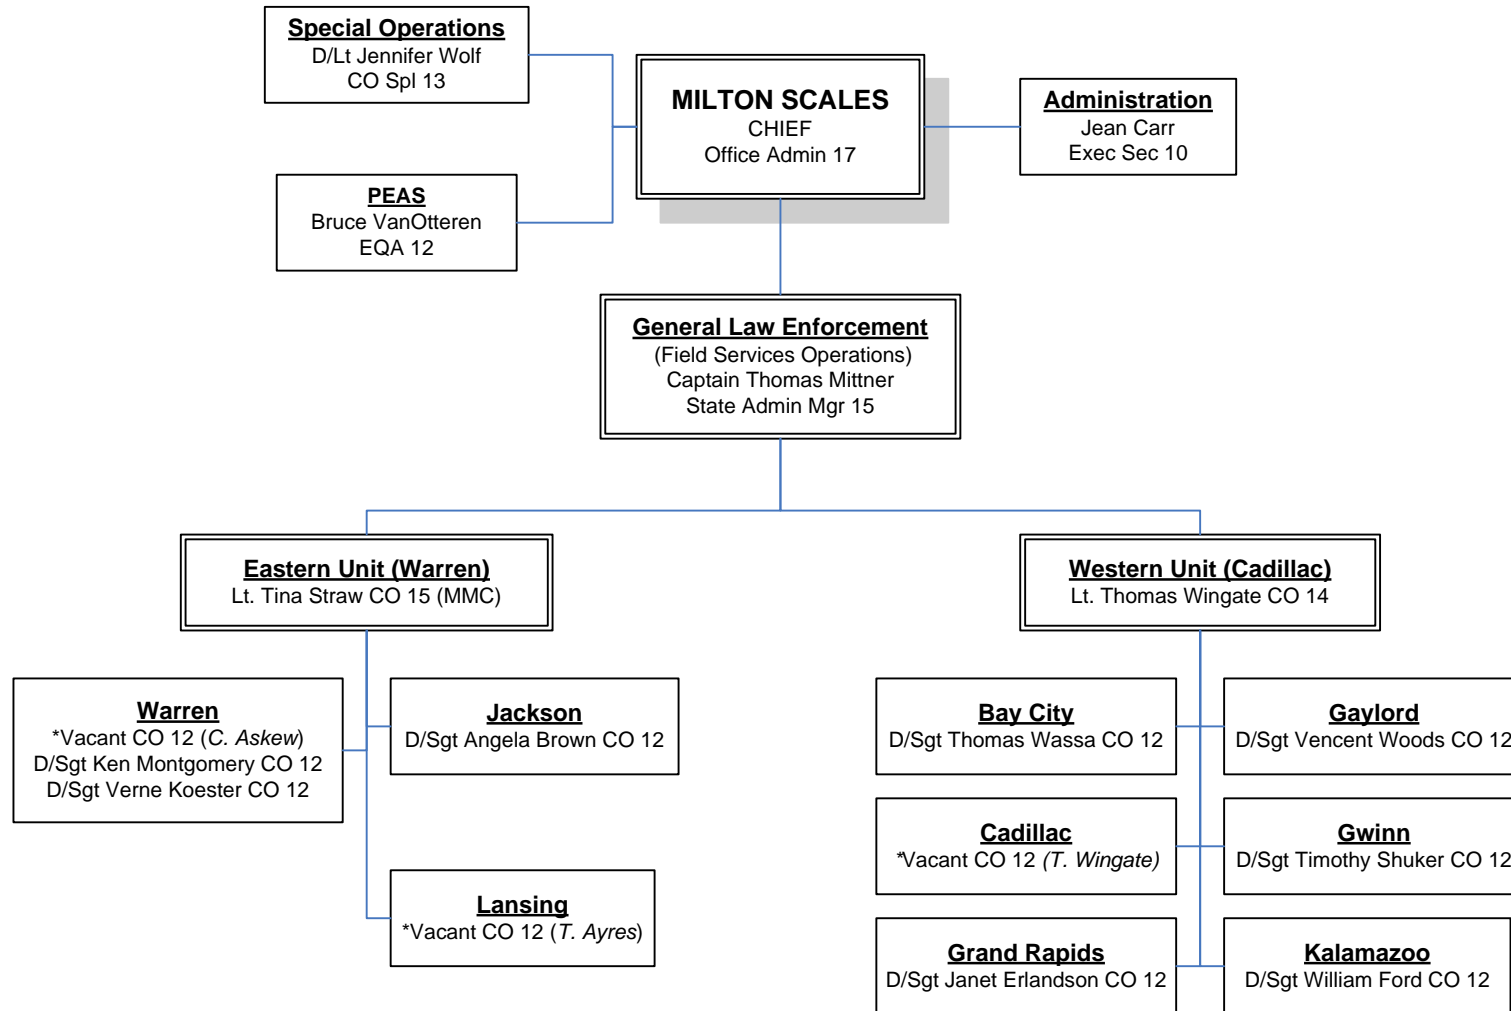 Special Operations
D/Lt Jennifer Wolf
CO Spl 13
MILTON SCALES
CHIEF
Office Admin 17
Administration
Jean Carr
Exec Sec 10
PEAS
Bruce VanOtteren
EQA 12
General Law Enforcement
(Field Services Operations)
Captain Thomas Mittner
State Admin Mgr 15
Eastern Unit (Warren)
Lt. Tina Straw CO 15 (MMC)
Western Unit (Cadillac)
Lt. Thomas Wingate CO 14
Warren
*Vacant CO 12 (C. Askew)
D/Sgt Ken Montgomery CO 12
D/Sgt Verne Koester CO 12
Jackson
D/Sgt Angela Brown CO 12
Lansing
*Vacant CO 12 (T. Ayres)
Bay City
D/Sgt Thomas Wassa CO 12
Gaylord
D/Sgt Vencent Woods CO 12
Cadillac
*Vacant CO 12 (T. Wingate)
Gwinn
D/Sgt Timothy Shuker CO 12
Grand Rapids
D/Sgt Janet Erlandson CO 12
Kalamazoo
D/Sgt William Ford CO 12